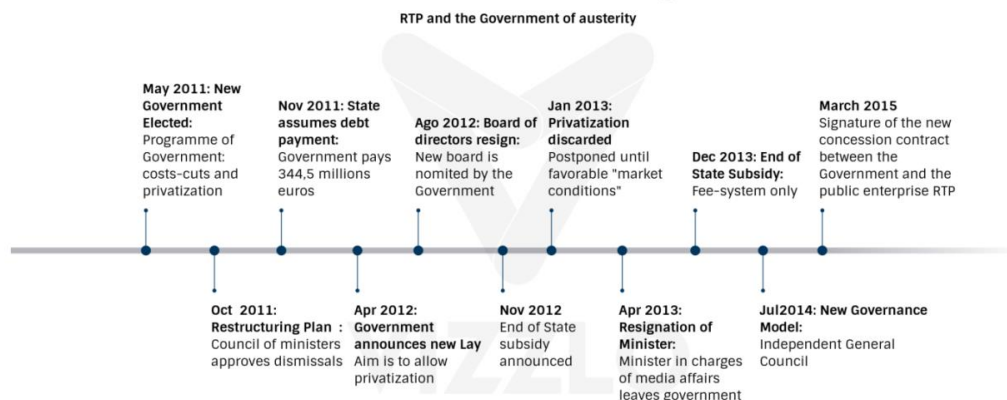 RTP and the Government of austerity
May 2011: New
Government
Elected:
Programme of
Government:
costs-cuts and
privatization
Nov 2011: State
assumes debt
payment:
Government pays
344,5 millions
euros
Ago 2012: Board of
directors resign:
New board is
nomited by the
Government
Jan 2013:
Privatization
discarded
Postponed until
favorable "market
conditions"
Dec 2013: End of
State Subsidy:
Fee-system only
March 2015
Signature of the new
concession contract
between the
Government and the
public enterprise RTP
Oct 2011:
Restructuring Plan :
Council of ministers
approves dismissals
Apr 2012:
Government
announces new Lay
Aim is to allow
privatization
Nov 2012
End of State
subsidy
announced
Apr 2013:
Resignation of
Minister:
Minister in charges
of media affairs
leaves government
Jul2014: New Governance
Model:
Independent General
Council